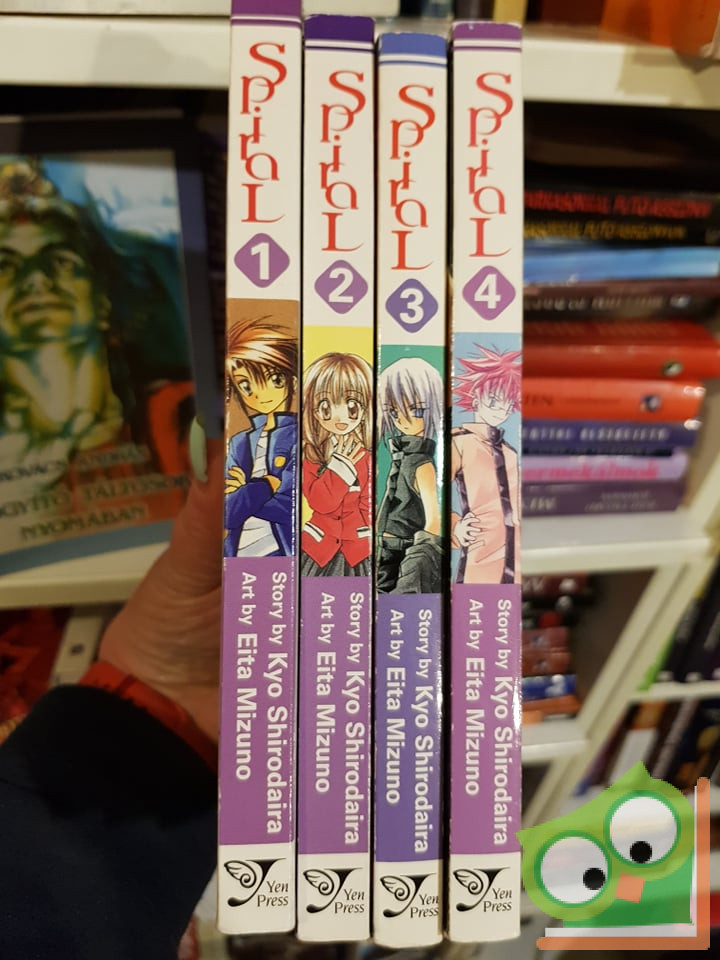 Spiral
1
Story by Kyo Shirodaira
Art by Eita Mizuno
Yen
Press
Spiral
2
Story by Kyo Shirodaira
Art by Eita Mizuno
Yen
Press
Spiral
3
Story by Kyo Shirodaira
Art by Eita Mizuno
Yen
Press
Spiral
4
Story by Kyo Shirodaira
Art by Eita Mizuno
Yen
Press
NYOMÁBAN